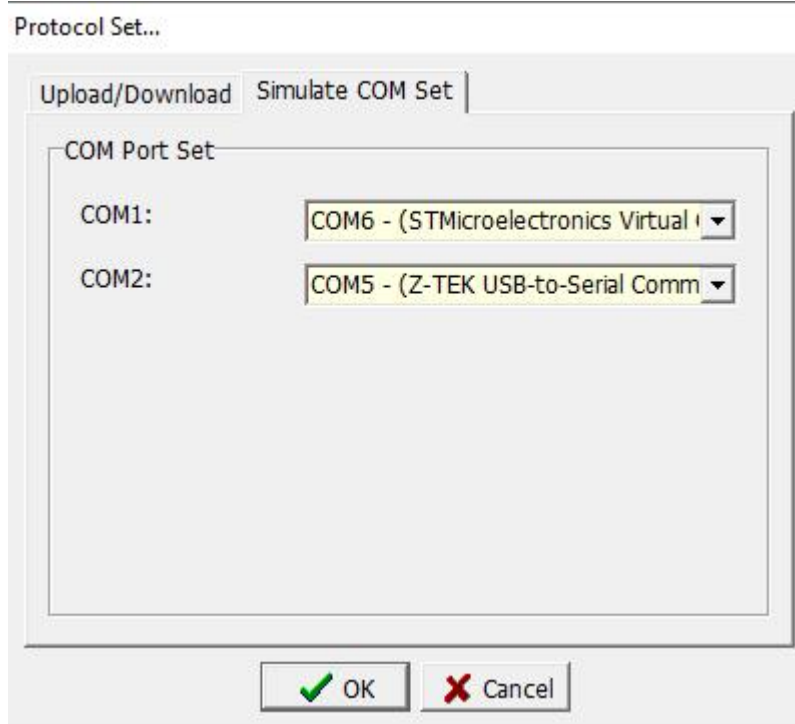 Protocol Set...
Upload/Download Simulate COM Set
COM Port Set
COM1: COM6 - (STMicroelectronics Virtual
COM2: COM5 - (Z-TEK USB-to-Serial Comm
OK Cancel